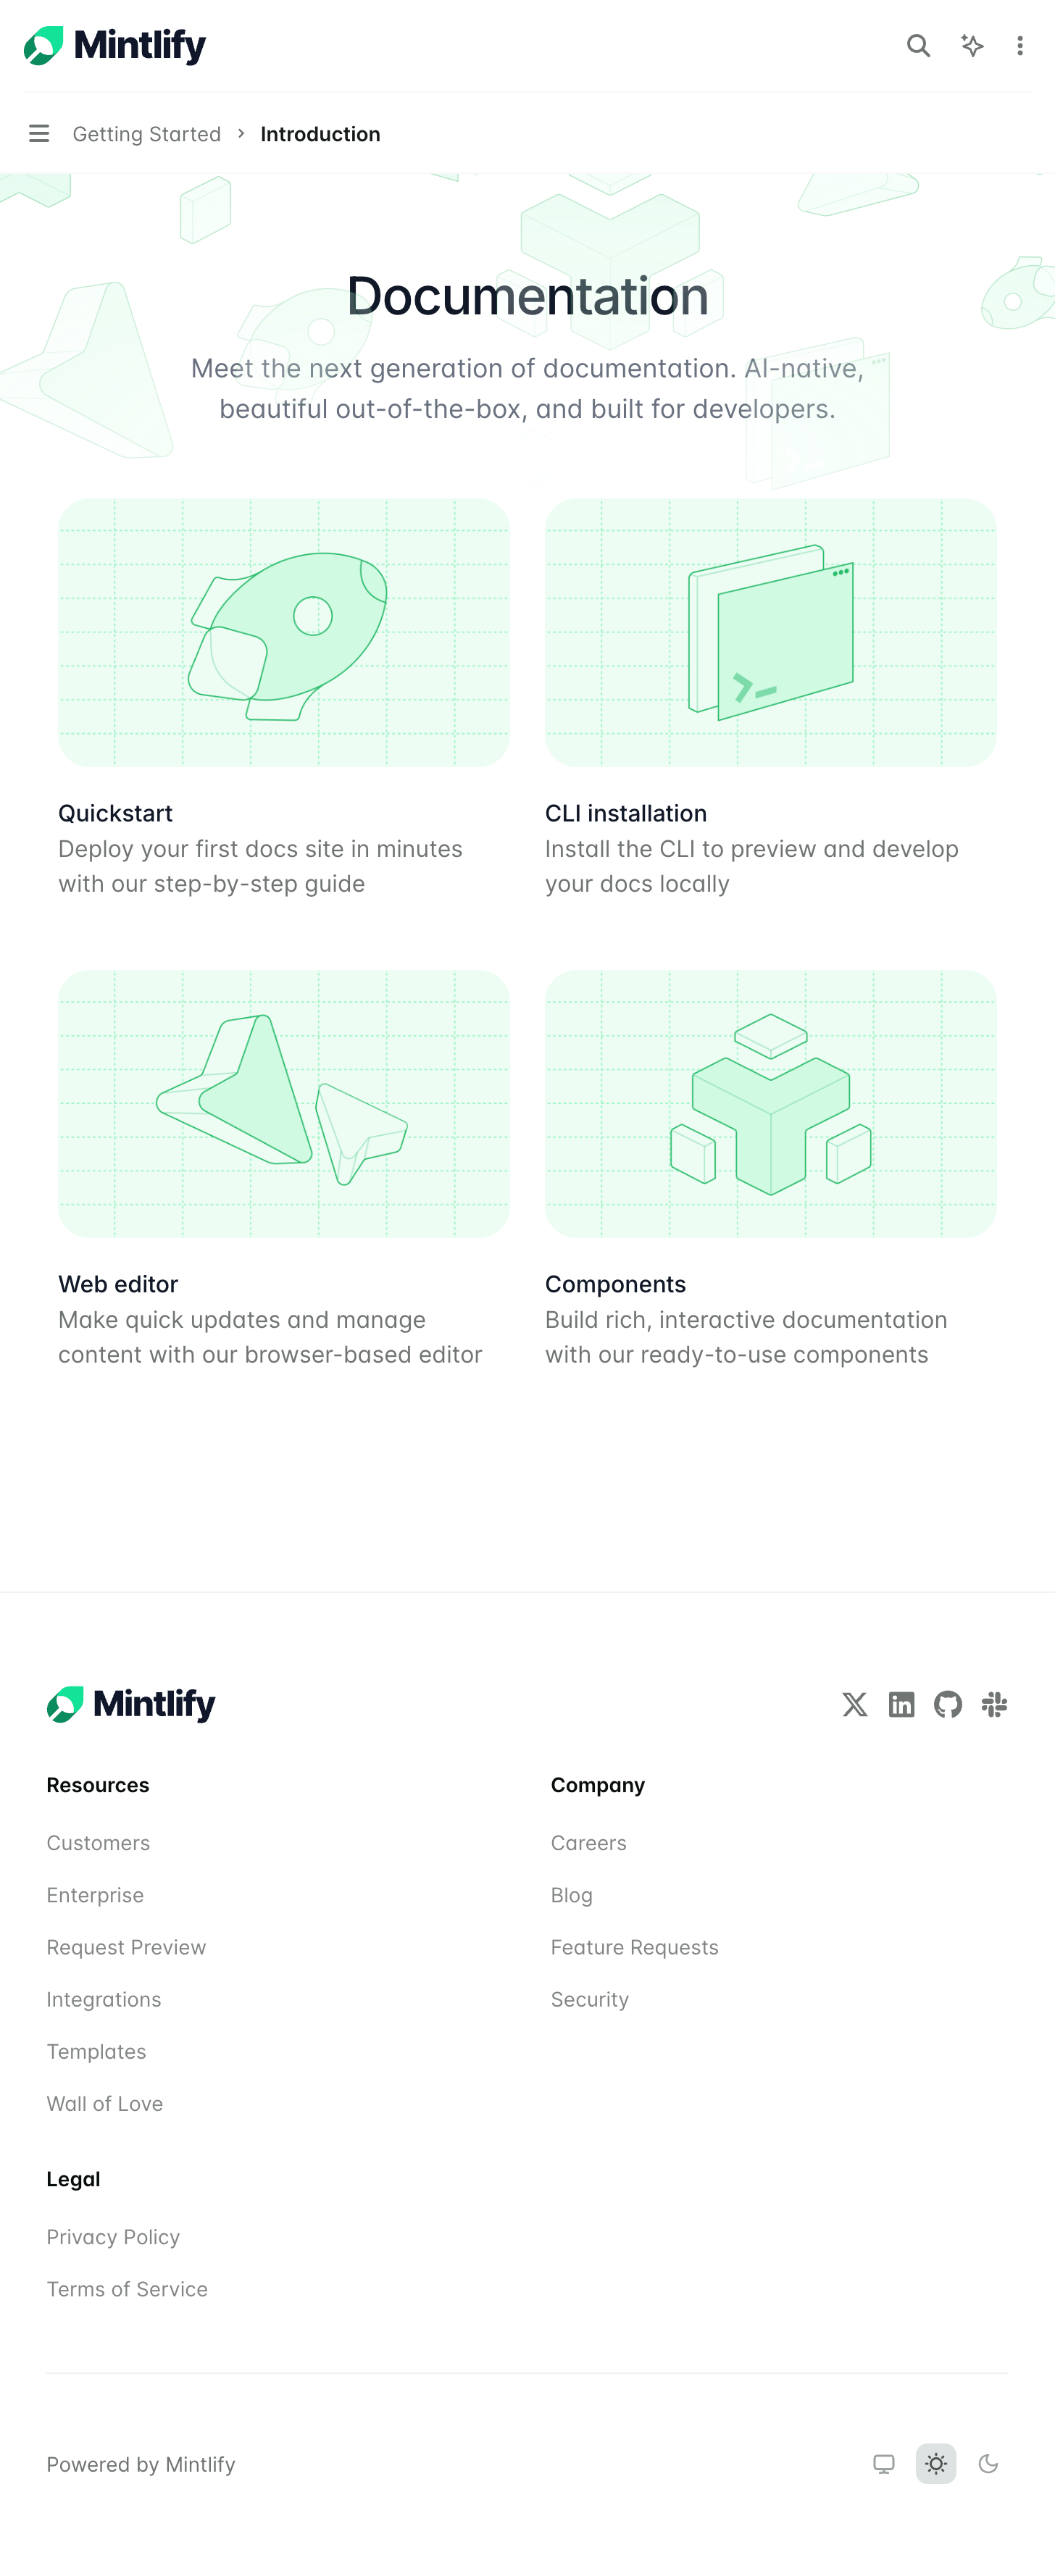 Mintlify
Getting Started > Introduction
Documentation
Meet the next generation of documentation. AI-native,
beautiful out-of-the-box, and built for developers.
Quickstart
Deploy your first docs site in minutes
with our step-by-step guide
CLI installation
Install the CLI to preview and develop
your docs locally
Web editor
Make quick updates and manage
content with our browser-based editor
Components
Build rich, interactive documentation
with our ready-to-use components
Mintlify
Resources
Customers
Enterprise
Request Preview
Integrations
Templates
Wall of Love
Company
Careers
Blog
Feature Requests
Security
Legal
Privacy Policy
Terms of Service
Powered by Mintlify